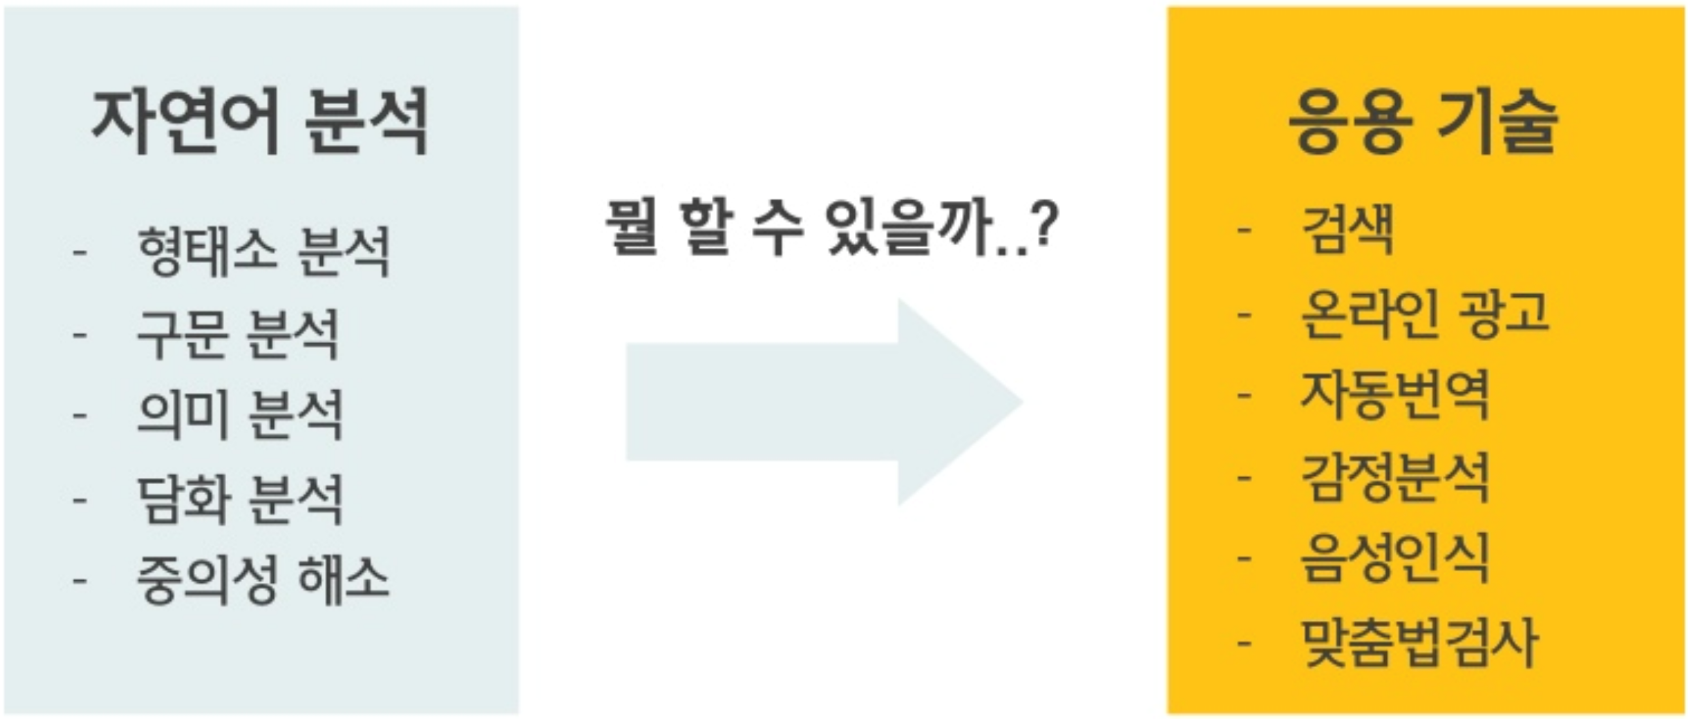 자연어 분석
- 형태소 분석
- 구문 분석
- 의미 분석
- 담화 분석
- 중의성 해소
뭘 할 수 있을까..?
응용 기술
- 검색
- 온라인 광고
- 자동번역
- 감정분석
- 음성인식
- 맞춤법검사